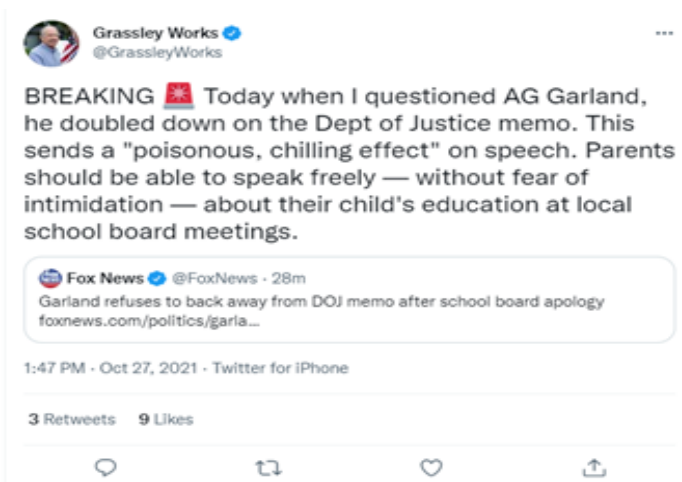 Grassley Works
@GrassleyWorks
BREAKING 🚨 Today when I questioned AG Garland,
he doubled down on the Dept of Justice memo. This
sends a "poisonous, chilling effect" on speech. Parents
should be able to speak freely — without fear of
intimidation — about their child's education at local
school board meetings.
Fox News @FoxNews · 28m
Garland refuses to back away from DOJ memo after school board apology
foxnews.com/politics/garla...
1:47 PM · Oct 27, 2021 · Twitter for iPhone
3 Retweets 9 Likes